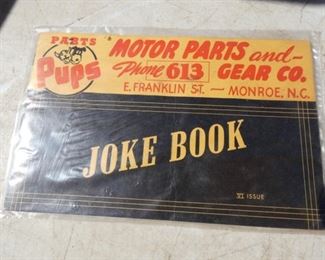 PARTS
Pups
MOTOR PARTS and-
Phone 613 GEAR CO.
E. FRANKLIN ST. — MONROE, N.C.
JOKE BOOK
VI ISSUE